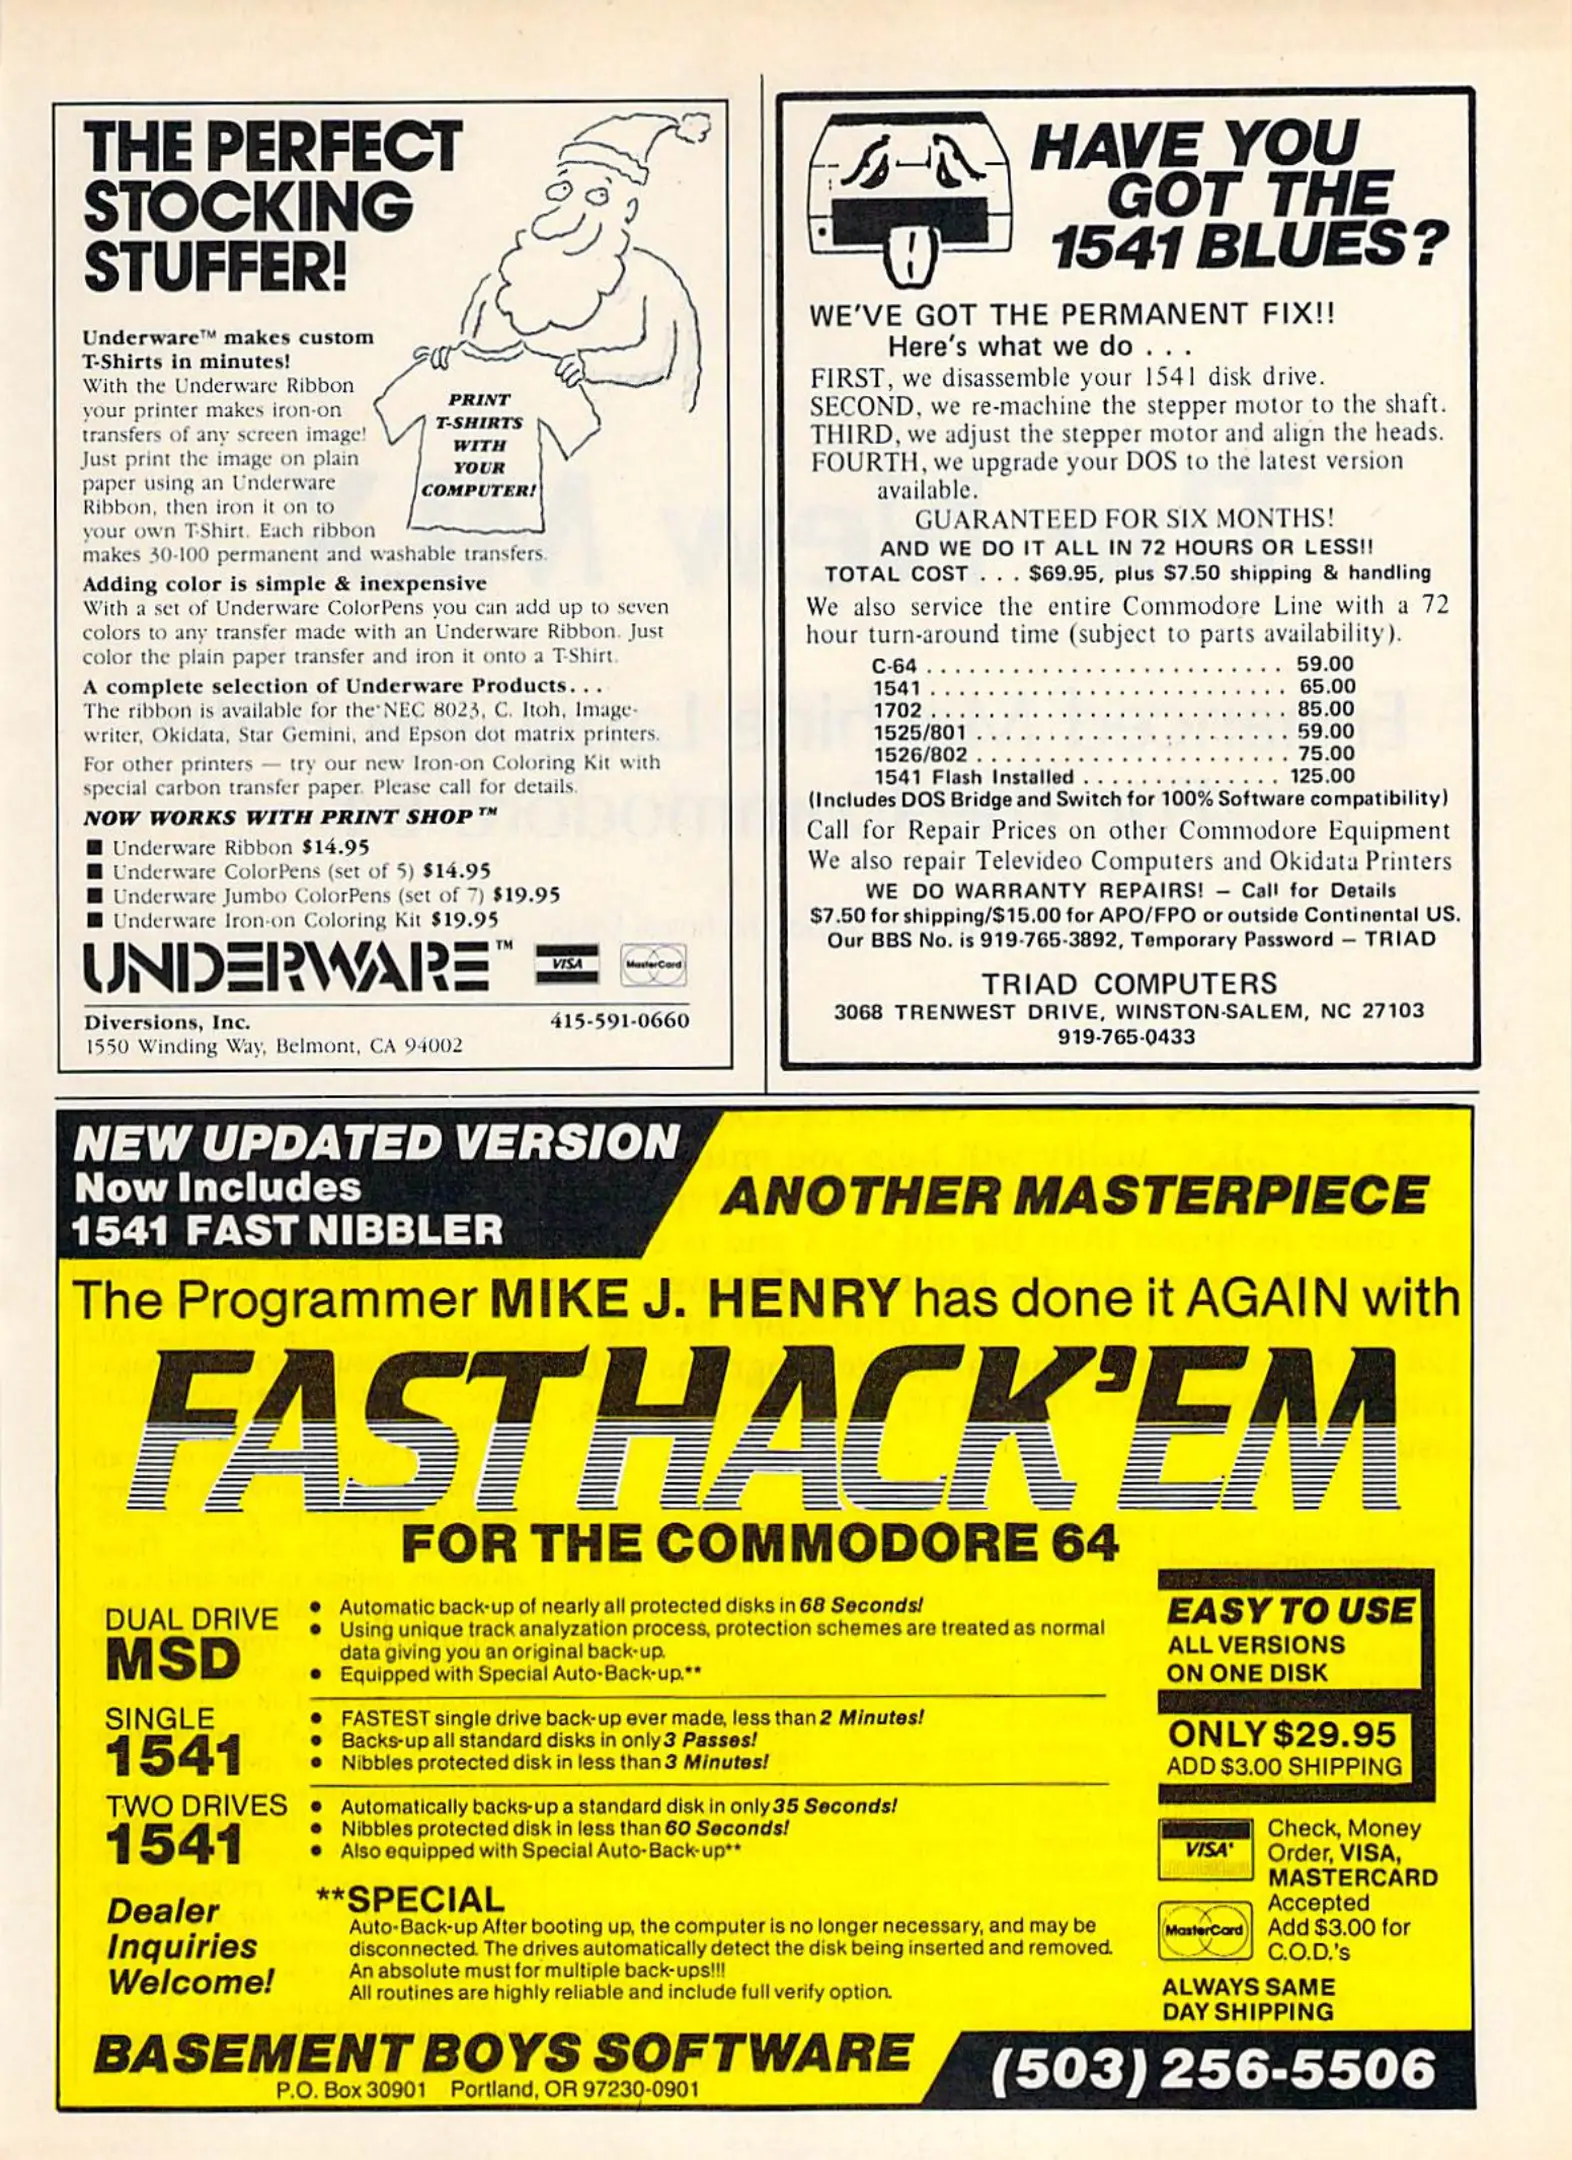 THE PERFECT
STOCKING
STUFFER!
Underware™ makes custom
T-Shirts in minutes!
With the Underware Ribbon
your printer makes iron-on
transfers of any screen image!
Just print the image on plain
paper using an Underware
Ribbon, then iron it on to
your own T-Shirt. Each ribbon
makes 30-100 permanent and washable transfers.
PRINT
T-SHIRTS
WITH
YOUR
COMPUTER!
Adding color is simple & inexpensive
With a set of Underware ColorPens you can add up to seven
colors to any transfer made with an Underware Ribbon. Just
color the plain paper transfer and iron it onto a T-Shirt.
A complete selection of Underware Products...
The ribbon is available for the NEC 8023, C. Itoh, Image-
writer, Okidata, Star Gemini, and Epson dot matrix printers.
For other printers — try our new Iron-on Coloring Kit with
special carbon transfer paper. Please call for details.
NOW WORKS WITH PRINT SHOP™
■ Underware Ribbon $14.95
■ Underware ColorPens (set of 5) $14.95
■ Underware Jumbo ColorPens (set of 7) $19.95
■ Underware Iron-on Coloring Kit $19.95
UNDERWARE™ VISA MasterCard
Diversions, Inc. 415-591-0660
1550 Winding Way, Belmont, CA 94002
HAVE YOU
GOT THE
1541 BLUES?
WE'VE GOT THE PERMANENT FIX!!
Here's what we do . . .
FIRST, we disassemble your 1541 disk drive.
SECOND, we re-machine the stepper motor to the shaft.
THIRD, we adjust the stepper motor and align the heads.
FOURTH, we upgrade your DOS to the latest version
available.
GUARANTEED FOR SIX MONTHS!
AND WE DO IT ALL IN 72 HOURS OR LESS!!
TOTAL COST . . . $69.95, plus $7.50 shipping & handling
We also service the entire Commodore Line with a 72
hour turn-around time (subject to parts availability).
C-64 . . . . . . . . . . . . . . . . . . . . . . . . . 59.00
1541 . . . . . . . . . . . . . . . . . . . . . . . . . 65.00
1702 . . . . . . . . . . . . . . . . . . . . . . . . . 85.00
1525/801 . . . . . . . . . . . . . . . . . . . . . . 59.00
1526/802 . . . . . . . . . . . . . . . . . . . . . . 75.00
1541 Flash Installed . . . . . . . . . . . . . . 125.00
(Includes DOS Bridge and Switch for 100% Software compatibility)
Call for Repair Prices on other Commodore Equipment
We also repair Televideo Computers and Okidata Printers
WE DO WARRANTY REPAIRS! — Call for Details
$7.50 for shipping/$15.00 for APO/FPO or outside Continental US.
Our BBS No. is 919-765-3892, Temporary Password — TRIAD
TRIAD COMPUTERS
3068 TRENWEST DRIVE, WINSTON-SALEM, NC 27103
919-765-0433
NEW UPDATED VERSION
Now Includes
1541 FAST NIBBLER
ANOTHER MASTERPIECE
The Programmer MIKE J. HENRY has done it AGAIN with
FAST HACK'EM
FOR THE COMMODORE 64
DUAL DRIVE
MSD
• Automatic back-up of nearly all protected disks in 68 Seconds!
• Using unique track analyzation process, protection schemes are treated as normal
data giving you an original back-up.
• Equipped with Special Auto-Back-up.**
SINGLE
1541
• FASTEST single drive back-up ever made, less than 2 Minutes!
• Backs-up all standard disks in only 3 Passes!
• Nibbles protected disk in less than 3 Minutes!
TWO DRIVES
1541
• Automatically backs-up a standard disk in only 35 Seconds!
• Nibbles protected disk in less than 60 Seconds!
• Also equipped with Special Auto-Back-up**
Dealer
Inquiries
Welcome!
**SPECIAL
Auto-Back-up After booting up, the computer is no longer necessary, and may be
disconnected. The drives automatically detect the disk being inserted and removed.
An absolute must for multiple back-ups!!!
All routines are highly reliable and include full verify option.
EASY TO USE
ALL VERSIONS
ON ONE DISK
ONLY $29.95
ADD $3.00 SHIPPING
VISA
MasterCard
Check, Money
Order, VISA,
MASTERCARD
Accepted
Add $3.00 for
C.O.D.'s
ALWAYS SAME
DAY SHIPPING
BASEMENT BOYS SOFTWARE
P.O. Box 30901 Portland, OR 97230-0901
(503) 256-5506